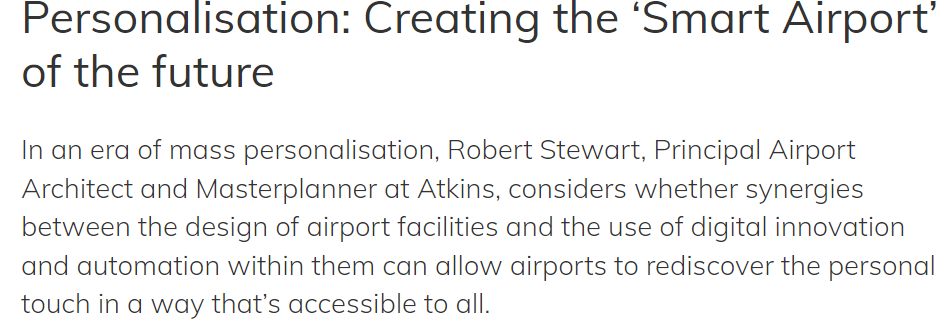 Personalisation: Creating the ‘Smart Airport’
of the future
In an era of mass personalisation, Robert Stewart, Principal Airport
Architect and Masterplanner at Atkins, considers whether synergies
between the design of airport facilities and the use of digital innovation
and automation within them can allow airports to rediscover the personal
touch in a way that’s accessible to all.